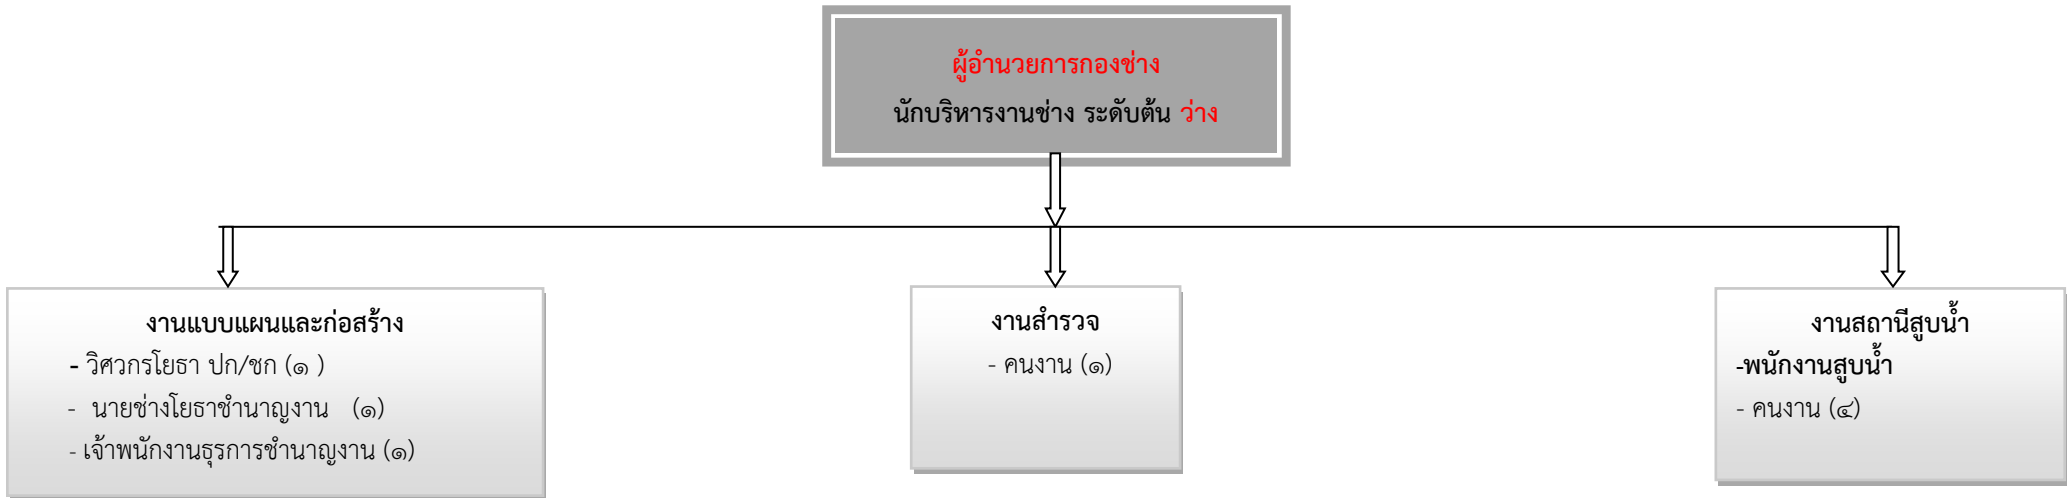 ผู้อำนวยการกองช่าง
นักบริหารงานช่าง ระดับต้น ว่าง
งานแบบแผนและก่อสร้าง
- วิศวกรโยธา ปก/ชก (๑ )
- นายช่างโยธาชำนาญงาน (๑)
- เจ้าพนักงานธุรการชำนาญงาน (๑)
งานสำรวจ
- คนงาน (๑)
งานสถานีสูบน้ำ
-พนักงานสูบน้ำ
- คนงาน (๔)